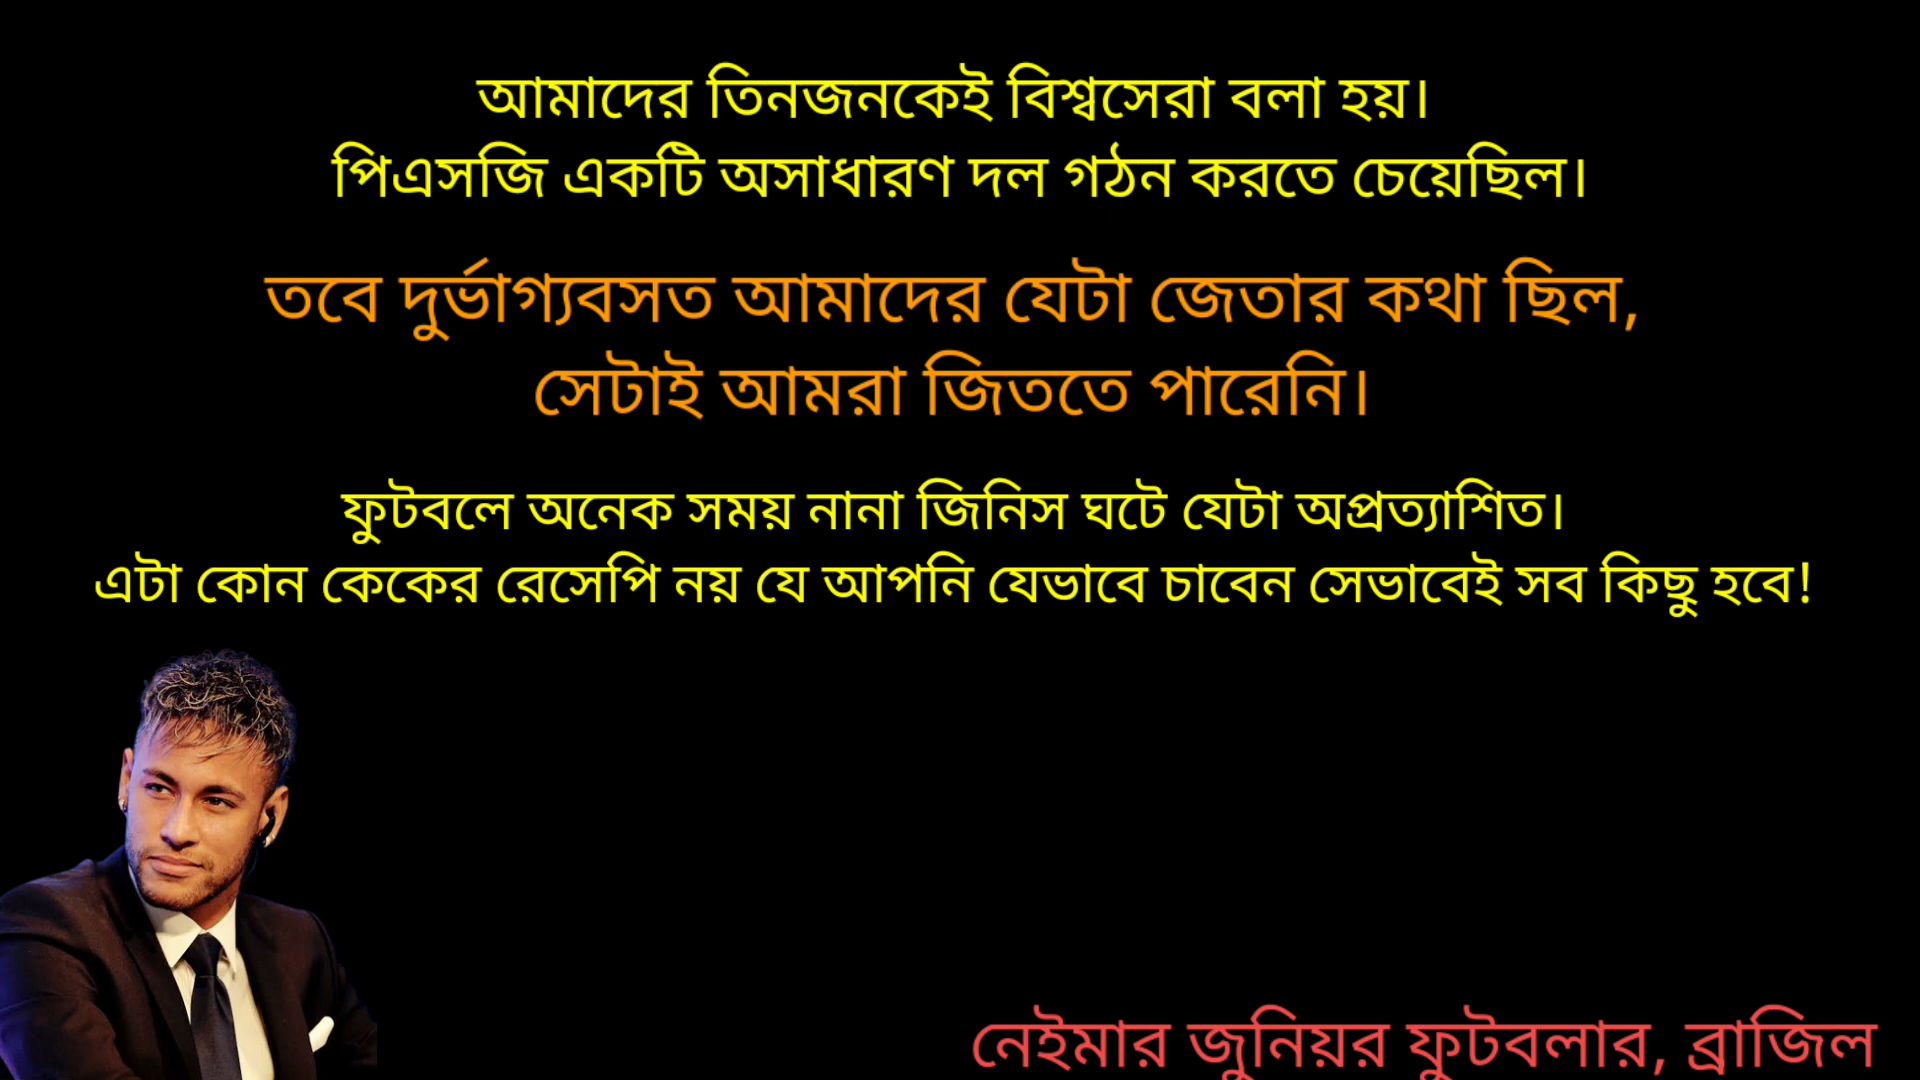 আমাদের তিনজনকেই বিশ্বসেরা বলা হয়।
পিএসজি একটি অসাধারণ দল গঠন করতে চেয়েছিল।
তবে দুর্ভাগ্যবসত আমাদের যেটা জেতার কথা ছিল,
সেটাই আমরা জিততে পারেনি।
ফুটবলে অনেক সময় নানা জিনিস ঘটে যেটা অপ্রত্যাশিত।
এটা কোন কেকের রেসেপি নয় যে আপনি যেভাবে চাবেন সেভাবেই সব কিছু হবে!
নেইমার জুনিয়র ফুটবলার, ব্রাজিল